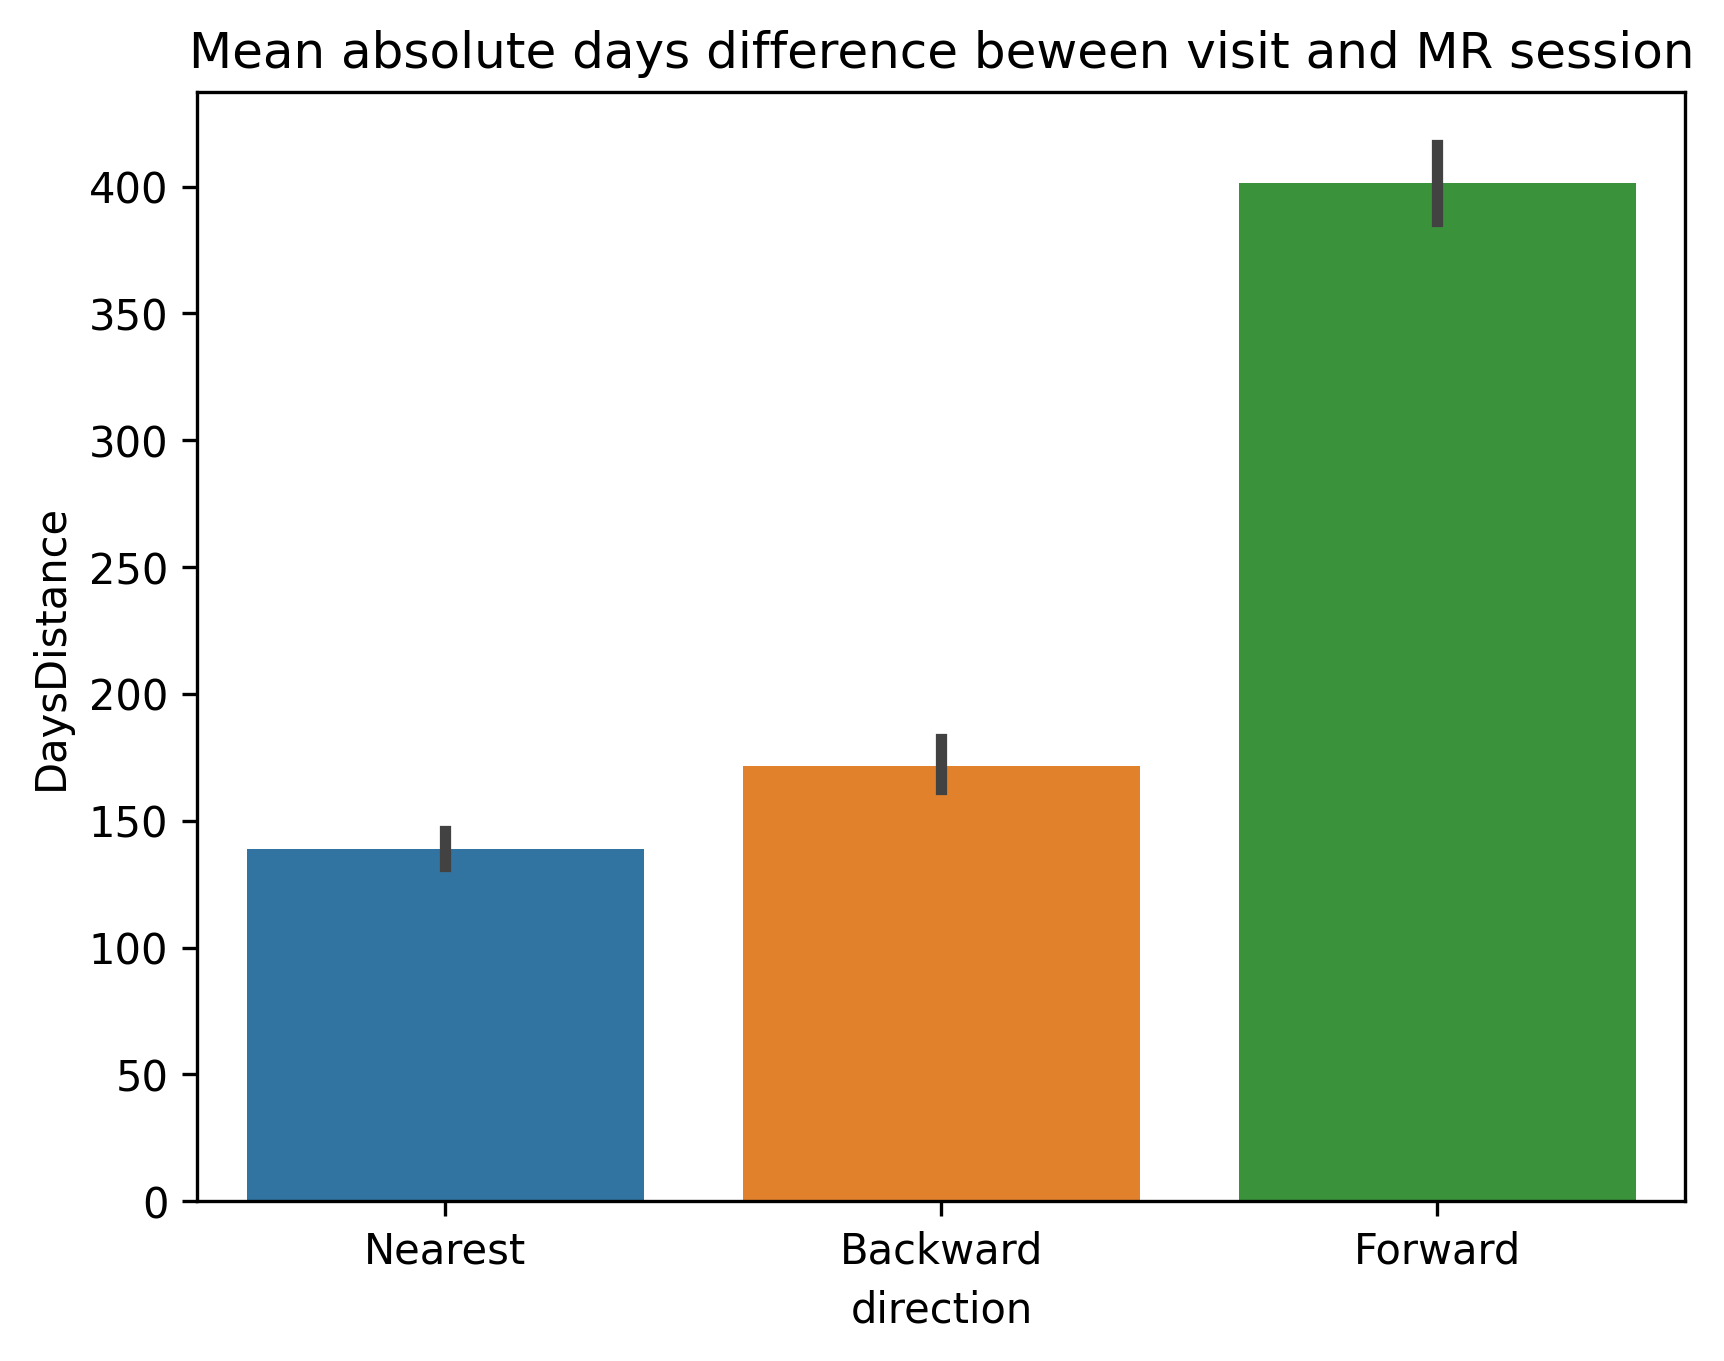 Mean absolute days difference beween visit and MR session
DaysDistance
400
350
300
250
200
150
100
50
0
Nearest
Backward
Forward
direction